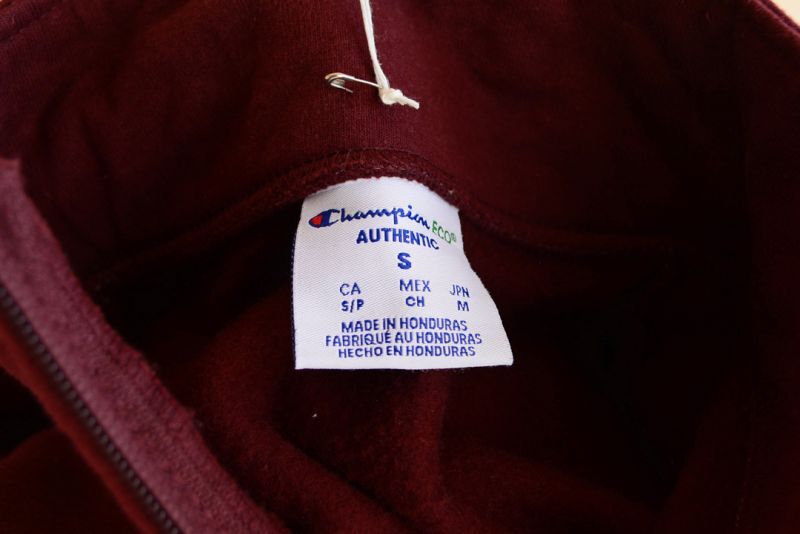 Champion ECO®
AUTHENTIC
S
CA MEX JPN
S/P CH M
MADE IN HONDURAS
FABRIQUÉ AU HONDURAS
HECHO EN HONDURAS